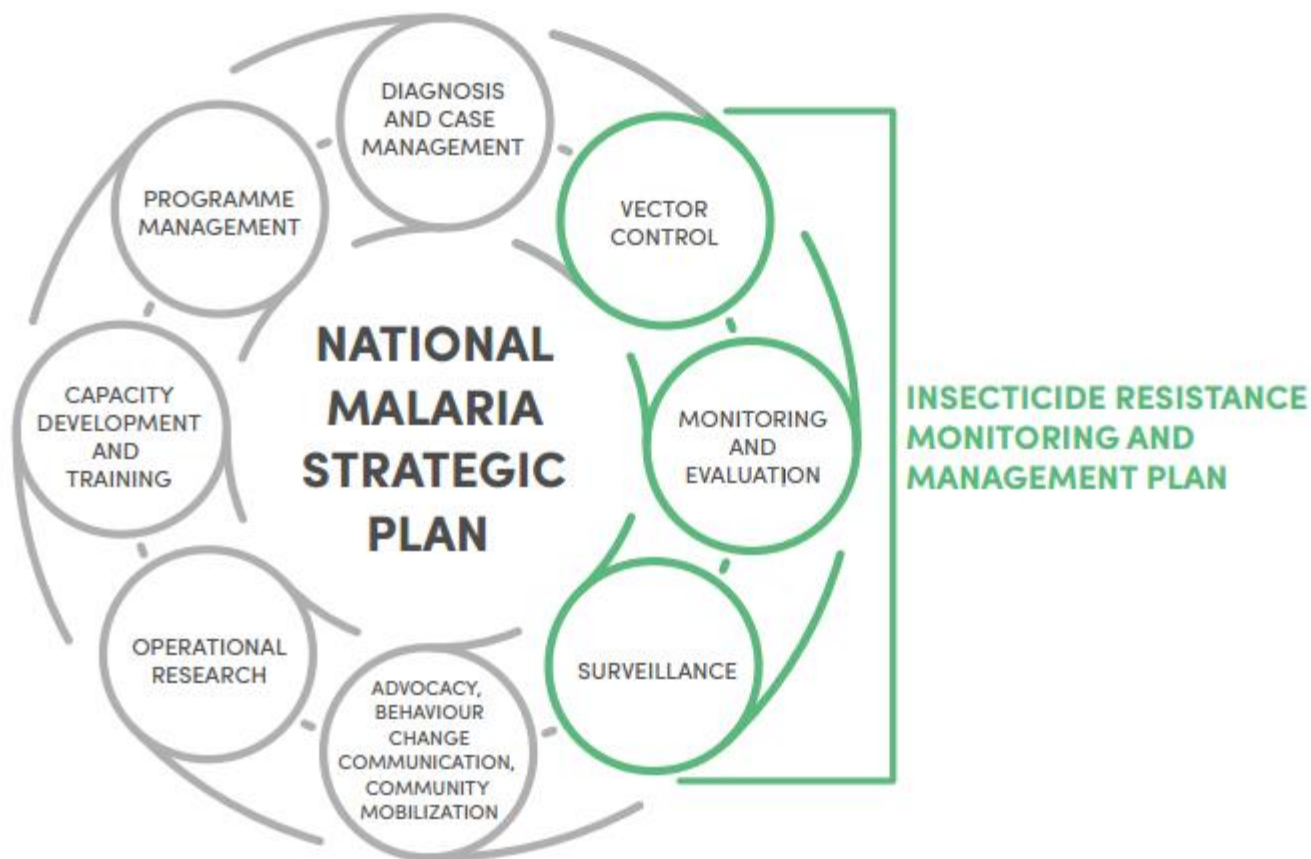 DIAGNOSIS
AND CASE
MANAGEMENT
VECTOR
CONTROL
MONITORING
AND
EVALUATION
SURVEILLANCE
ADVOCACY,
BEHAVIOUR
CHANGE
COMMUNICATION,
COMMUNITY
MOBILIZATION
OPERATIONAL
RESEARCH
CAPACITY
DEVELOPMENT
AND
TRAINING
PROGRAMME
MANAGEMENT
NATIONAL
MALARIA
STRATEGIC
PLAN
INSECTICIDE RESISTANCE
MONITORING AND
MANAGEMENT PLAN